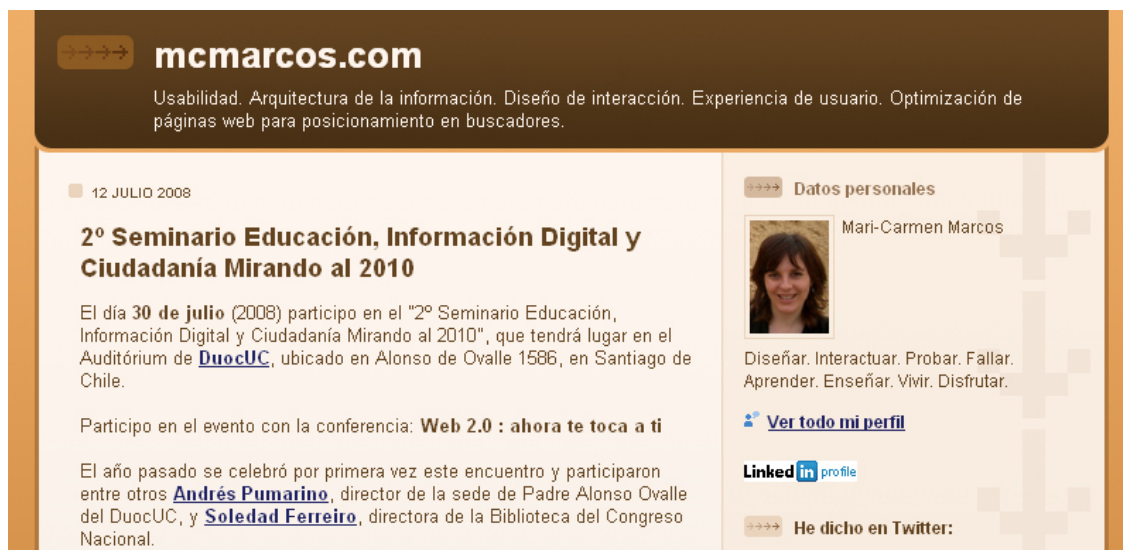 mcmarcos.com
Usabilidad. Arquitectura de la información. Diseño de interacción. Experiencia de usuario. Optimización de
páginas web para posicionamiento en buscadores.
12 JULIO 2008
2º Seminario Educación, Información Digital y
Ciudadanía Mirando al 2010
El día 30 de julio (2008) participo en el "2º Seminario Educación,
Información Digital y Ciudadanía Mirando al 2010", que tendrá lugar en el
Auditórium de DuocUC, ubicado en Alonso de Ovalle 1586, en Santiago de
Chile.
Participo en el evento con la conferencia: Web 2.0 : ahora te toca a ti
El año pasado se celebró por primera vez este encuentro y participaron
entre otros Andrés Pumarino, director de la sede de Padre Alonso Ovalle
del DuocUC, y Soledad Ferreiro, directora de la Biblioteca del Congreso
Nacional.
Datos personales
Mari-Carmen Marcos
Diseñar. Interactuar. Probar. Fallar.
Aprender. Enseñar. Vivir. Disfrutar.
Ver todo mi perfil
Linked in profile
He dicho en Twitter: